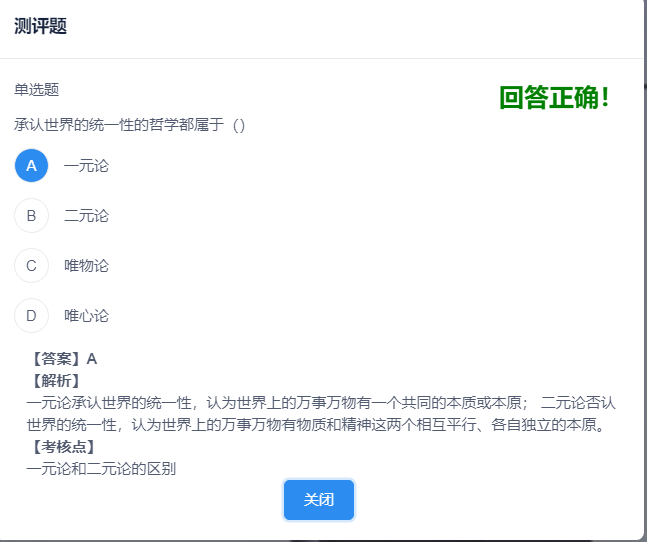 测评题
单选题
回答正确！
承认世界的统一性的哲学都属于（）
A 一元论
B 二元论
C 唯物论
D 唯心论
【答案】A
【解析】
一元论承认世界的统一性，认为世界上的万事万物有一个共同的本质或本原； 二元论否认
世界的统一性，认为世界上的万事万物有物质和精神这两个相互平行、各自独立的本原。
【考核点】
一元论和二元论的区别
关闭